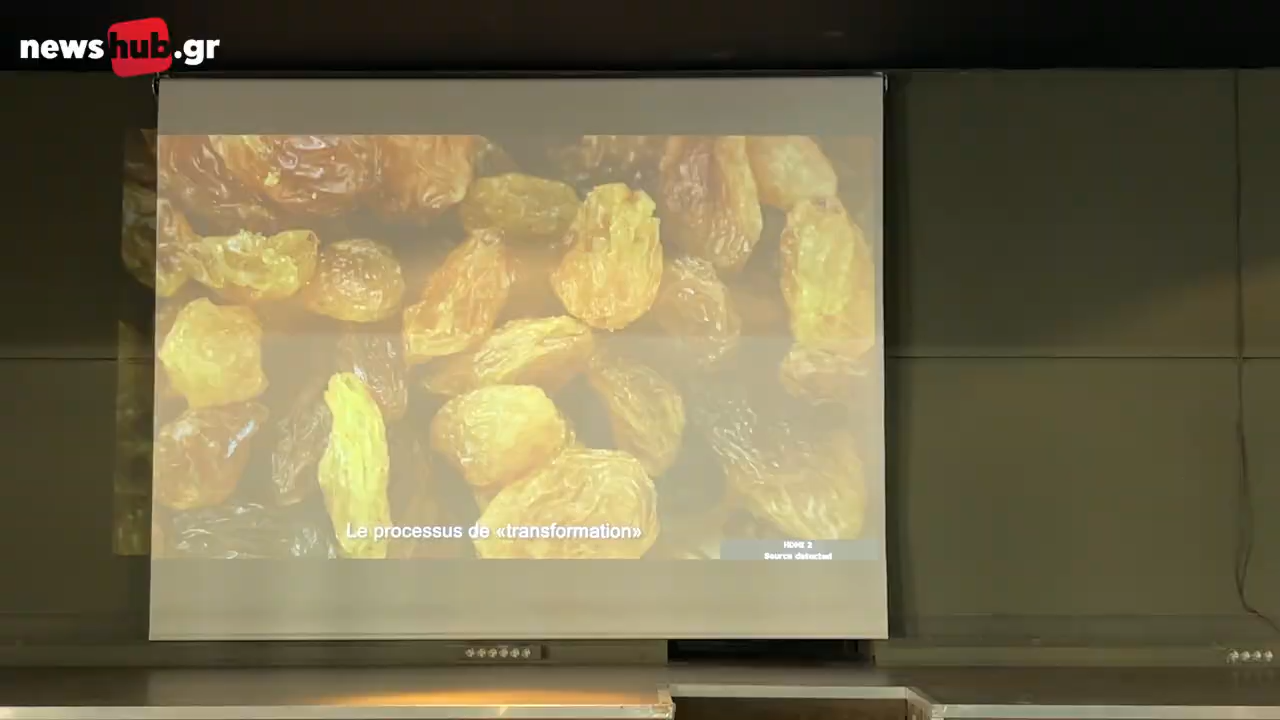 newshub.gr
Le processus de «transformation»
HDMI 2
Source detected